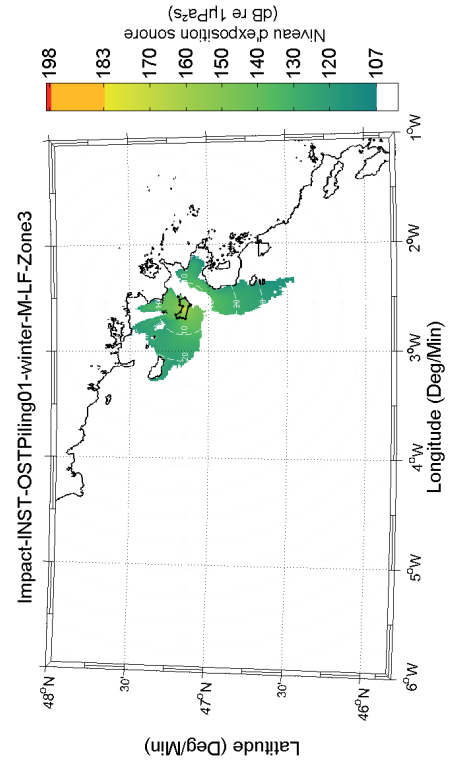 Impact-INST-OSTPiling01-winter-M-LF-Zone3
48°N
30'
47°N
30'
46°N
Latitude (Deg/Min)
6°W
5°W
4°W
3°W
2°W
1°W
Longitude (Deg/Min)
198
183
170
160
150
140
130
120
107
Niveau d'exposition sonore
(dB re 1µPa²s)